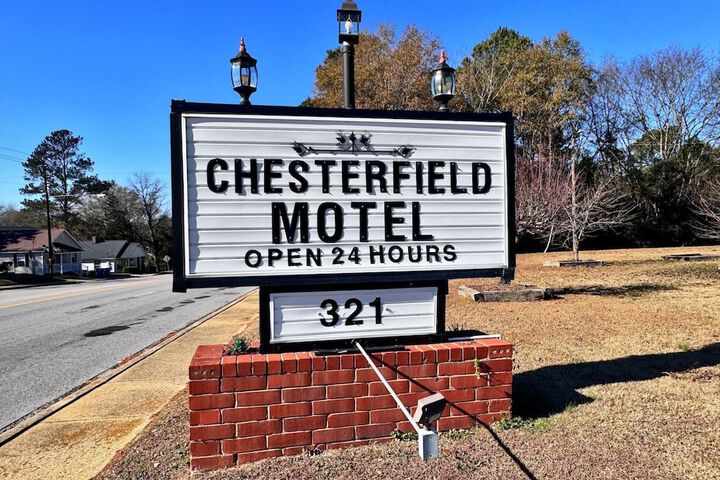 CHESTERFIELD
MOTEL
OPEN 24 HOURS
321